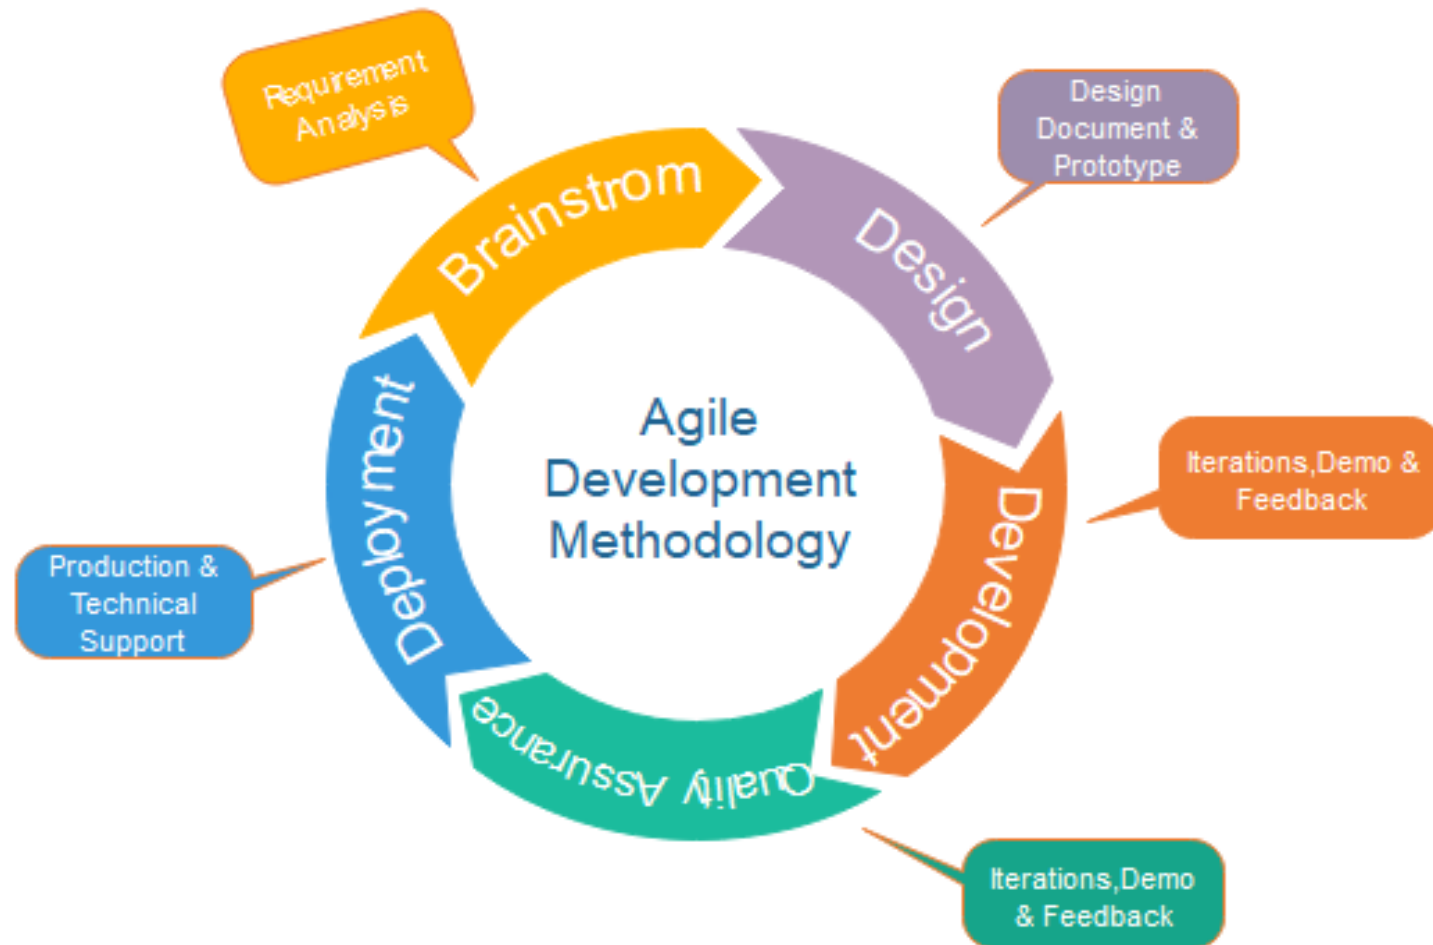 Requirement
Analysis
Design
Document &
Prototype
Brainstrom
Design
Agile
Development
Methodology
Iterations,Demo &
Feedback
Development
Deployment
Production &
Technical
Support
Quality Assurance
Iterations,Demo
& Feedback